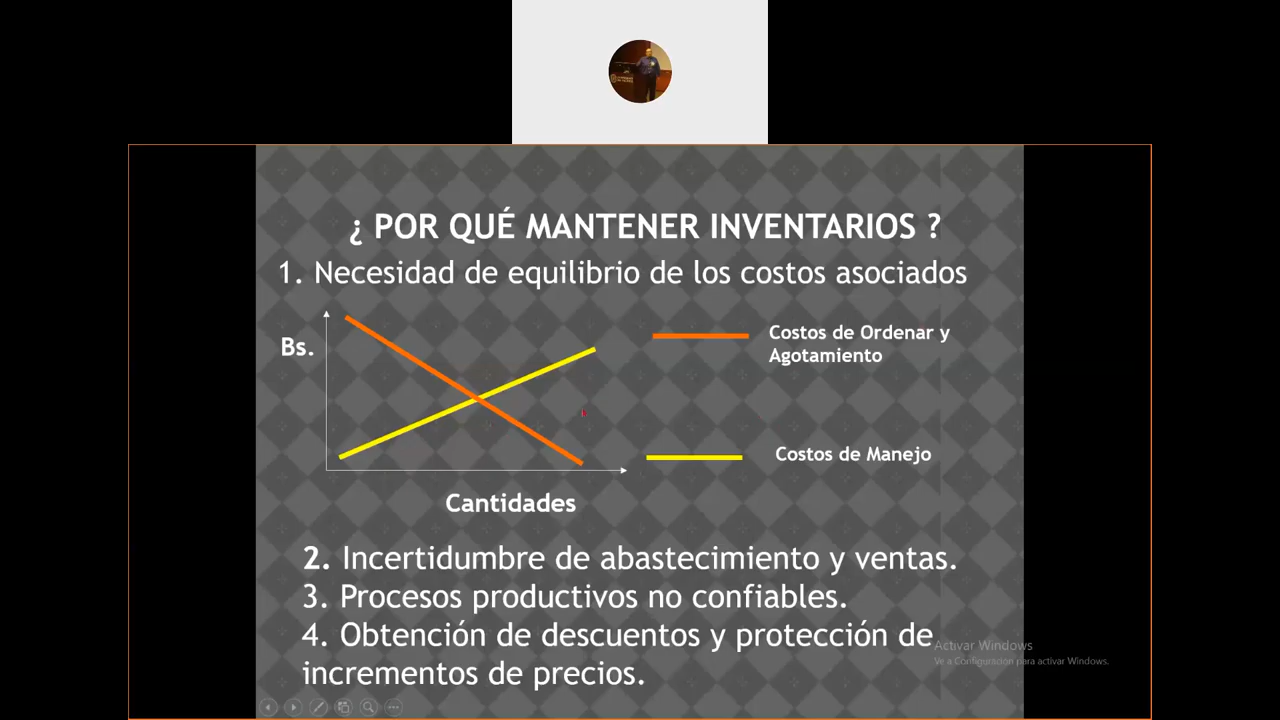 ¿ POR QUÉ MANTENER INVENTARIOS ?
1. Necesidad de equilibrio de los costos asociados
Bs.
Costos de Ordenar y
Agotamiento
Costos de Manejo
Cantidades
2. Incertidumbre de abastecimiento y ventas.
3. Procesos productivos no confiables.
4. Obtención de descuentos y protección de
incrementos de precios.
Activar Windows
Ve a Configuración para activar Windows.